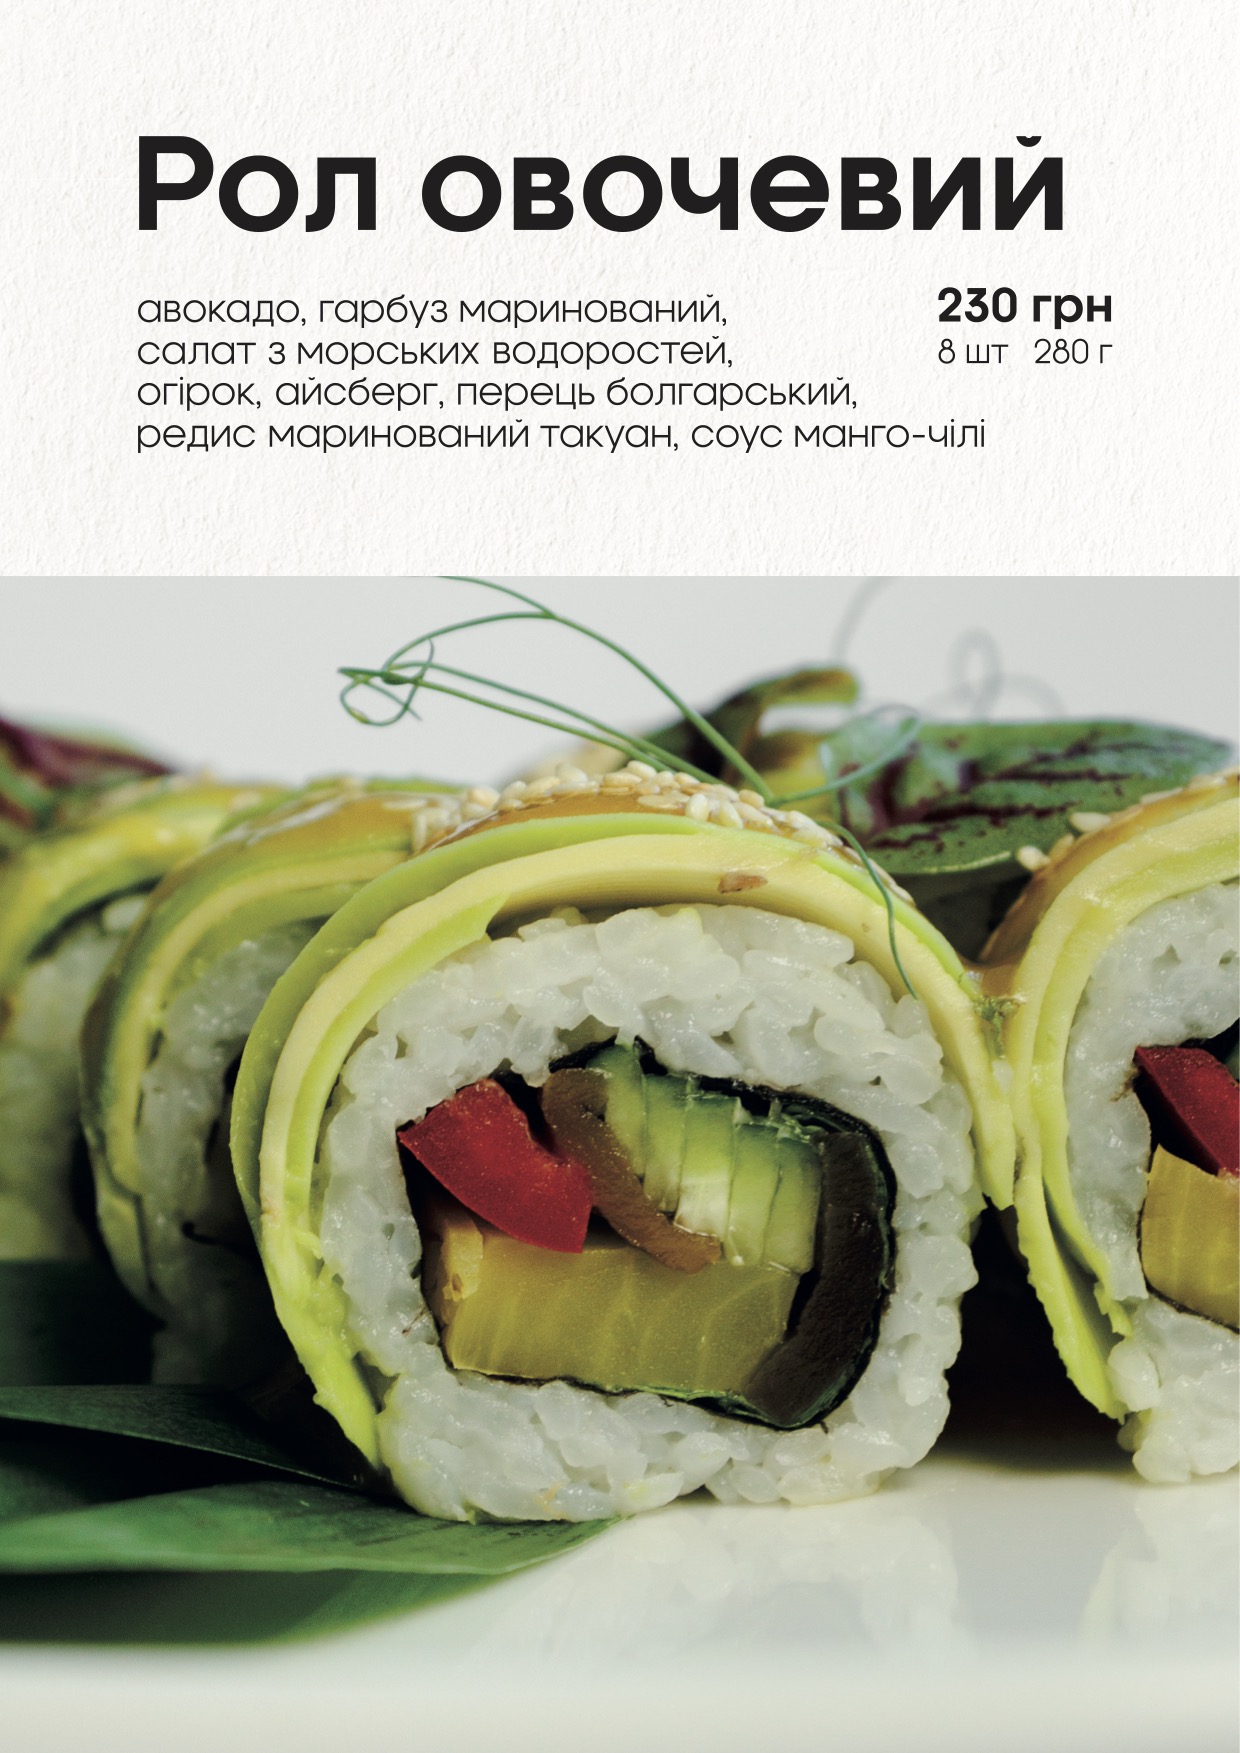 Рол овочевий
авокадо, гарбуз маринований,
салат з морських водоростей,
огірок, айсберг, перець болгарський,
редис маринований такуан, соус манго-чілі
230 грн
8 шт 280 г